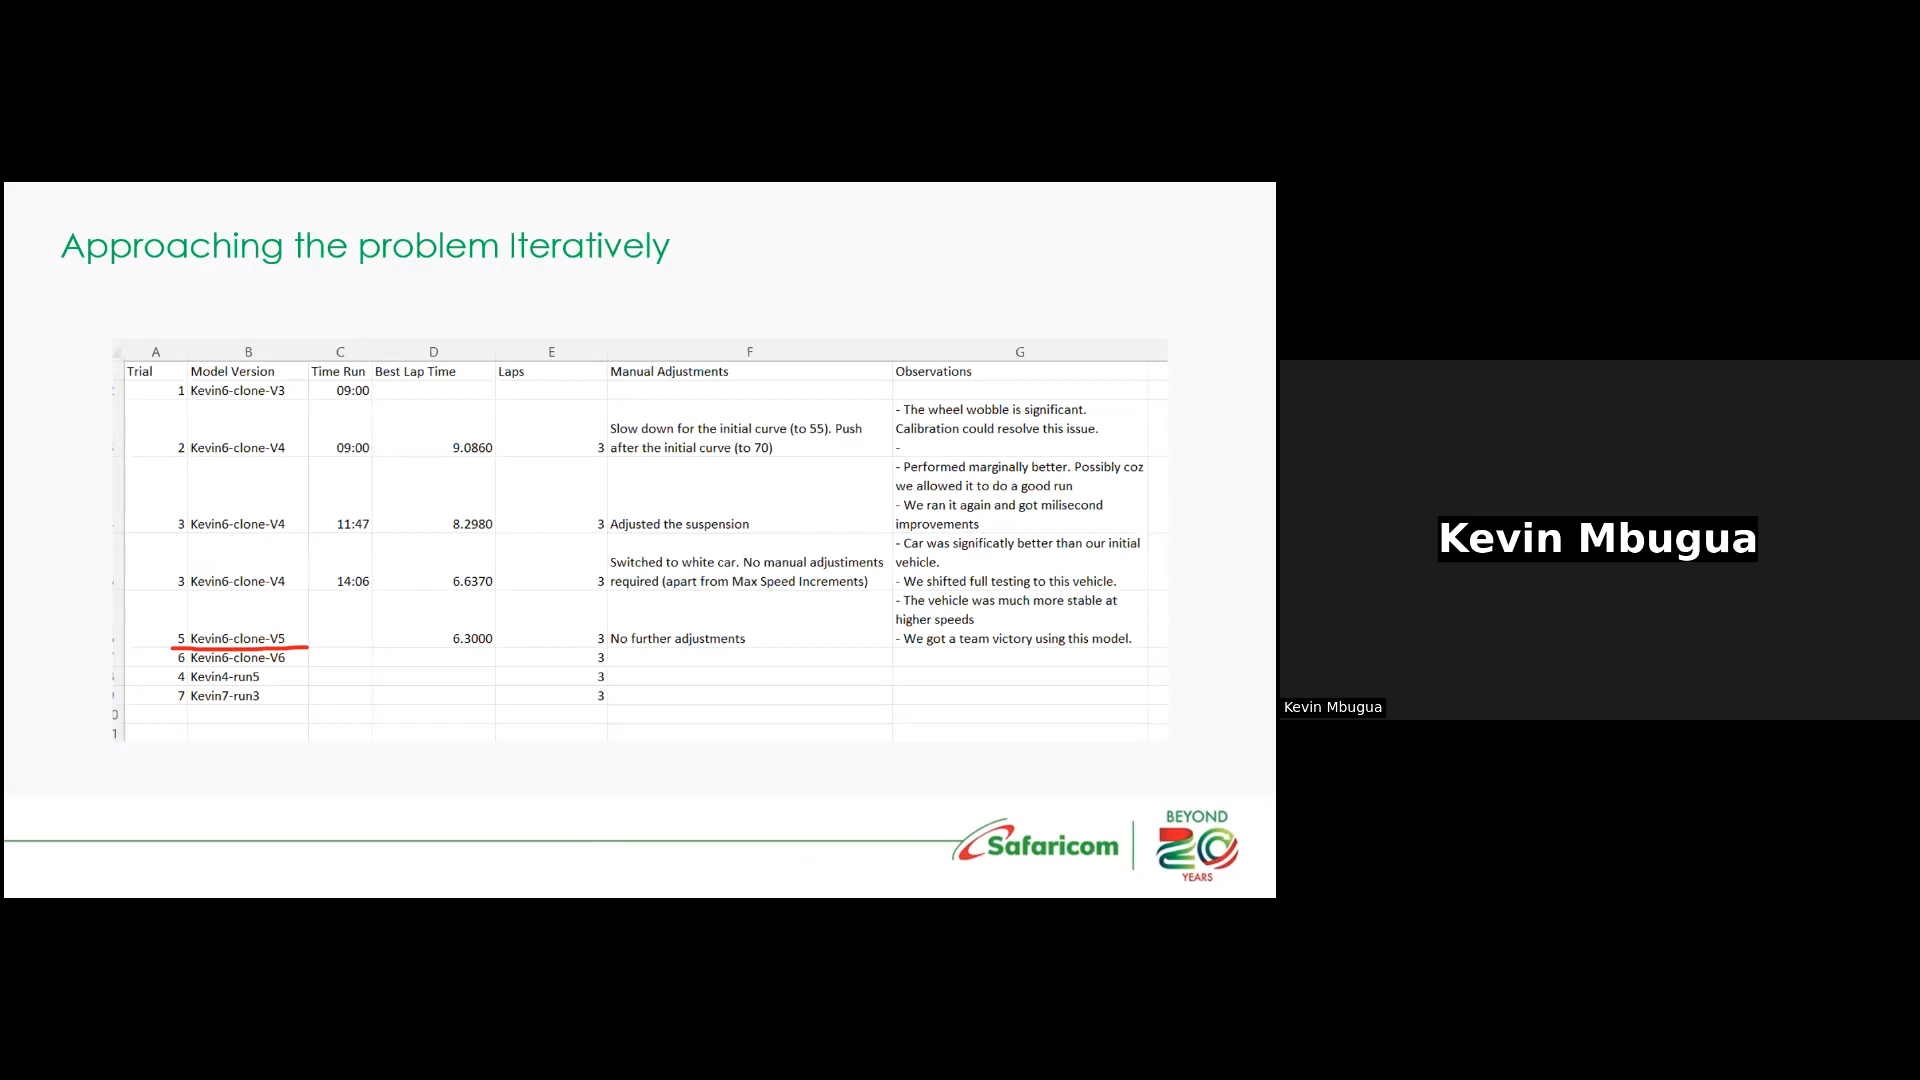 Approaching the problem Iteratively
A B C D E F G
Trial Model Version Time Run Best Lap Time Laps Manual Adjustments Observations
1 Kevin6-clone-V3 09:00
- The wheel wobble is significant.
Slow down for the initial curve (to 55). Push Calibration could resolve this issue.
2 Kevin6-clone-V4 09:00 9.0860 3 after the initial curve (to 70) -
- Performed marginally better. Possibly coz
we allowed it to do a good run
- We ran it again and got milisecond
3 Kevin6-clone-V4 11:47 8.2980 3 Adjusted the suspension improvements
- Car was significatly better than our initial
Switched to white car. No manual adjustiments vehicle.
3 Kevin6-clone-V4 14:06 6.6370 3 required (apart from Max Speed Increments) - We shifted full testing to this vehicle.
- The vehicle was much more stable at
higher speeds
5 Kevin6-clone-V5 6.3000 3 No further adjustments - We got a team victory using this model.
6 Kevin6-clone-V6 3
4 Kevin4-run5 3
7 Kevin7-run3 3
Safaricom
BEYOND
20
YEARS
Kevin Mbugua
Kevin Mbugua